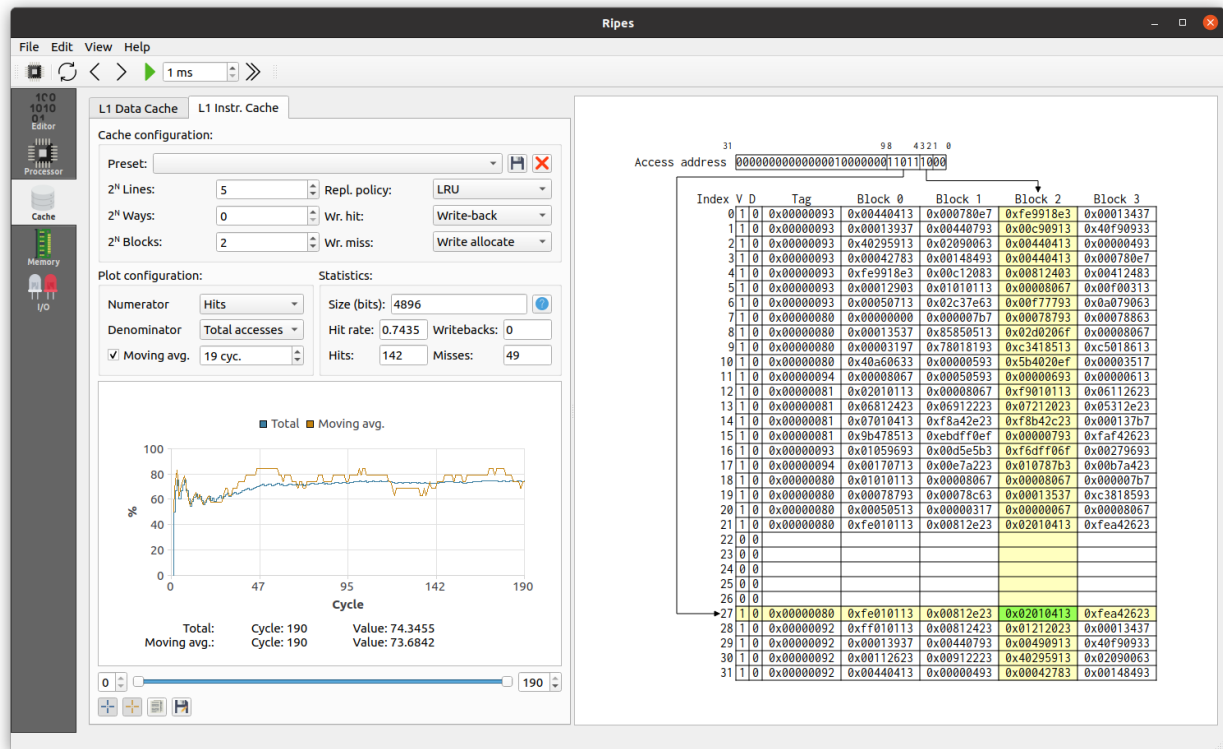 Ripes
File Edit View Help
1 ms
Editor
Processor
Cache
Memory
I/O
L1 Data Cache L1 Instr. Cache
Cache configuration:
Preset:
2ᴺ Lines: 5 Repl. policy: LRU
2ᴺ Ways: 0 Wr. hit: Write-back
2ᴺ Blocks: 2 Wr. miss: Write allocate
Plot configuration: Statistics:
Numerator Hits Size (bits): 4896
Denominator Total accesses Hit rate: 0.7435 Writebacks: 0
Moving avg. 19 cyc. Hits: 142 Misses: 49
Total Moving avg.
100
80
60
40
20
0
%
0 47 95 142 190
Cycle
Total: Cycle: 190 Value: 74.3455
Moving avg.: Cycle: 190 Value: 73.6842
0 190
31 9 8 4 3 2 1 0
Access address 00000000000000010000000110111000
Index V D Tag Block 0 Block 1 Block 2 Block 3
0 1 0 0x00000093 0x00440413 0x000780e7 0xfe9918e3 0x00013437
1 1 0 0x00000093 0x00013937 0x00440793 0x00c90913 0x40f90933
2 1 0 0x00000093 0x40295913 0x02090063 0x00440413 0x00000493
3 1 0 0x00000093 0x00042783 0x00148493 0x00440413 0x000780e7
4 1 0 0x00000093 0xfe9918e3 0x00c12083 0x00812403 0x00412483
5 1 0 0x00000093 0x00012903 0x01010113 0x00008067 0x00f00313
6 1 0 0x00000093 0x00050713 0x02c37e63 0x00f77793 0x0a079063
7 1 0 0x00000080 0x00000000 0x000007b7 0x00078793 0x00078863
8 1 0 0x00000080 0x00013537 0x85850513 0x02d0206f 0x00008067
9 1 0 0x00000080 0x00003197 0x78018193 0xc3418513 0xc5018613
10 1 0 0x00000080 0x40a60633 0x00000593 0x5b4020ef 0x00003517
11 1 0 0x00000094 0x00008067 0x00050593 0x00000693 0x00000613
12 1 0 0x00000081 0x02010113 0x00008067 0xf9010113 0x06112623
13 1 0 0x00000081 0x06812423 0x06912223 0x07212023 0x05312e23
14 1 0 0x00000081 0x07010413 0xf8a42e23 0xf8b42c23 0x000137b7
15 1 0 0x00000081 0x9b478513 0xebdff0ef 0x00000793 0xfaf42623
16 1 0 0x00000093 0x01059693 0x00d5e5b3 0xf6dff06f 0x00279693
17 1 0 0x00000094 0x00170713 0x00e7a223 0x010787b3 0x00b7a423
18 1 0 0x00000080 0x01010113 0x00008067 0x00008067 0x000007b7
19 1 0 0x00000080 0x00078793 0x00078c63 0x00013537 0xc3818593
20 1 0 0x00000080 0x00050513 0x00000317 0x00000067 0x00008067
21 1 0 0x00000080 0xfe010113 0x00812e23 0x02010413 0xfea42623
22 0 0
23 0 0
24 0 0
25 0 0
26 0 0
27 1 0 0x00000080 0xfe010113 0x00812e23 0x02010413 0xfea42623
28 1 0 0x00000092 0xff010113 0x00812423 0x01212023 0x00013437
29 1 0 0x00000092 0x00013937 0x00440793 0x00490913 0x40f90933
30 1 0 0x00000092 0x00112623 0x00912223 0x40295913 0x02090063
31 1 0 0x00000092 0x00440413 0x00000493 0x00042783 0x00148493